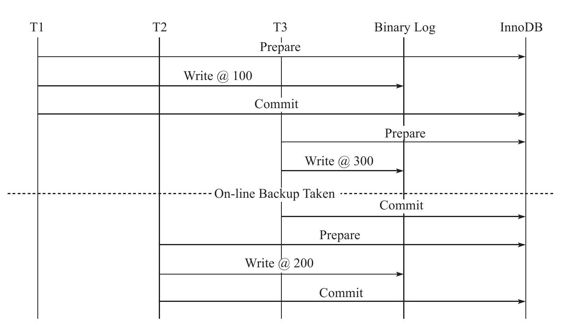 T1 T2 T3 Binary Log InnoDB
Prepare
Write @ 100
Commit
Prepare
Write @ 300
On-line Backup Taken
Commit
Prepare
Write @ 200
Commit